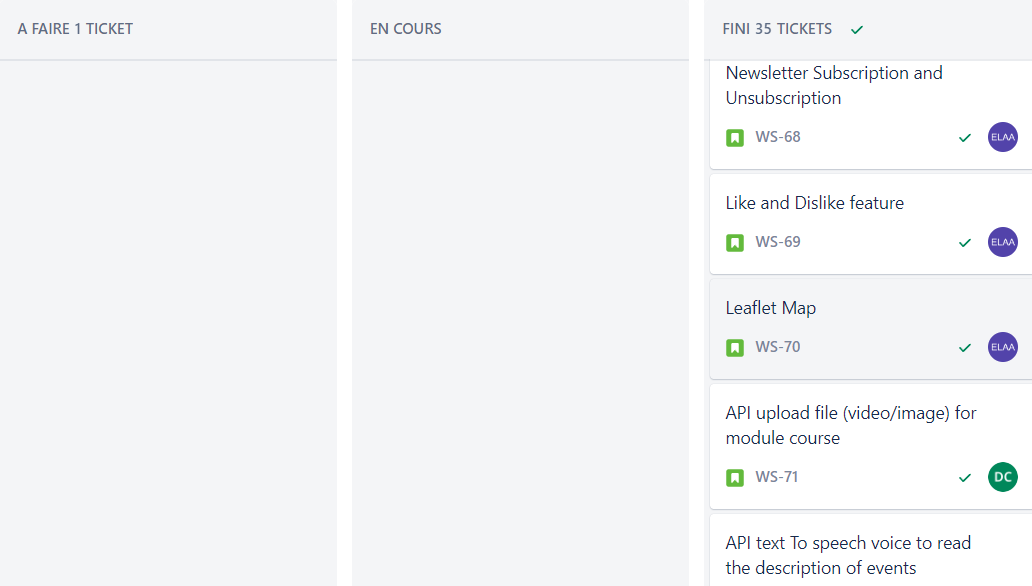 A FAIRE 1 TICKET
EN COURS
FINI 35 TICKETS
Newsletter Subscription and
Unsubscription
WS-68
ELAA
Like and Dislike feature
WS-69
ELAA
Leaflet Map
WS-70
ELAA
API upload file (video/image) for
module course
WS-71
DC
API text To speech voice to read
the description of events